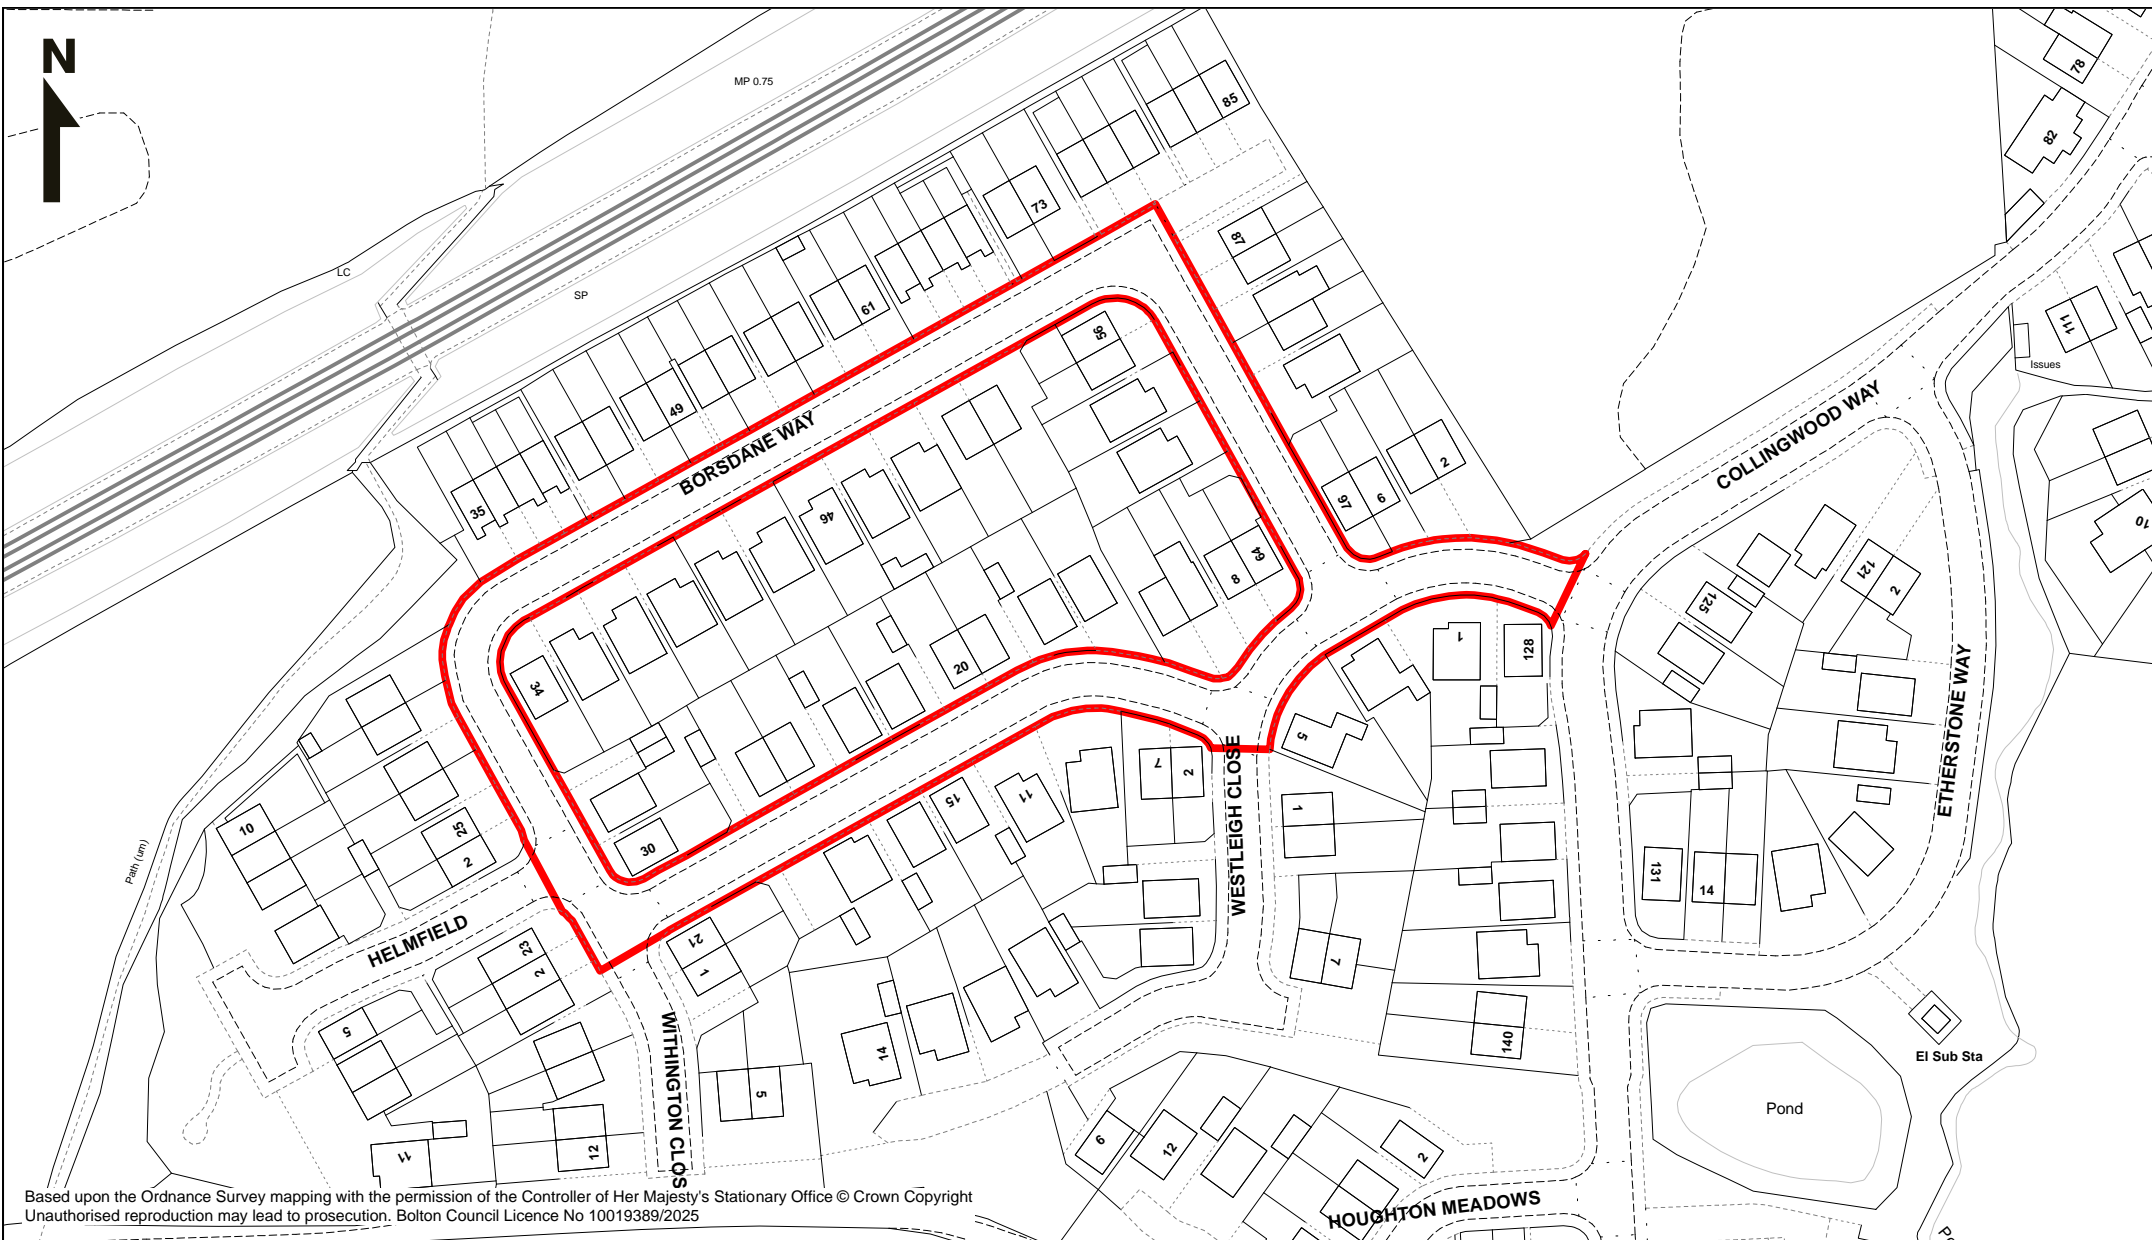 N
MP 0.75
85
78
82
73
87
LC
SP
61
111
Issues
56
49
COLLINGWOOD WAY
BORSDANE WAY
2
97
6
35
46
10
64
8
121
2
125
1
128
20
34
ETHERSTONE WAY
5
7
2
WESTLEIGH CLOSE
15
11
1
10
25
2
30
Path (um)
131
14
HELMFIELD
21
1
23
2
7
5
WITHINGTON CLOS
14
140
El Sub Sta
5
Pond
6
12
2
11
12
Based upon the Ordnance Survey mapping with the permission of the Controller of Her Majesty's Stationary Office © Crown Copyright
Unauthorised reproduction may lead to prosecution. Bolton Council Licence No 10019389/2025
HOUGHTON MEADOWS